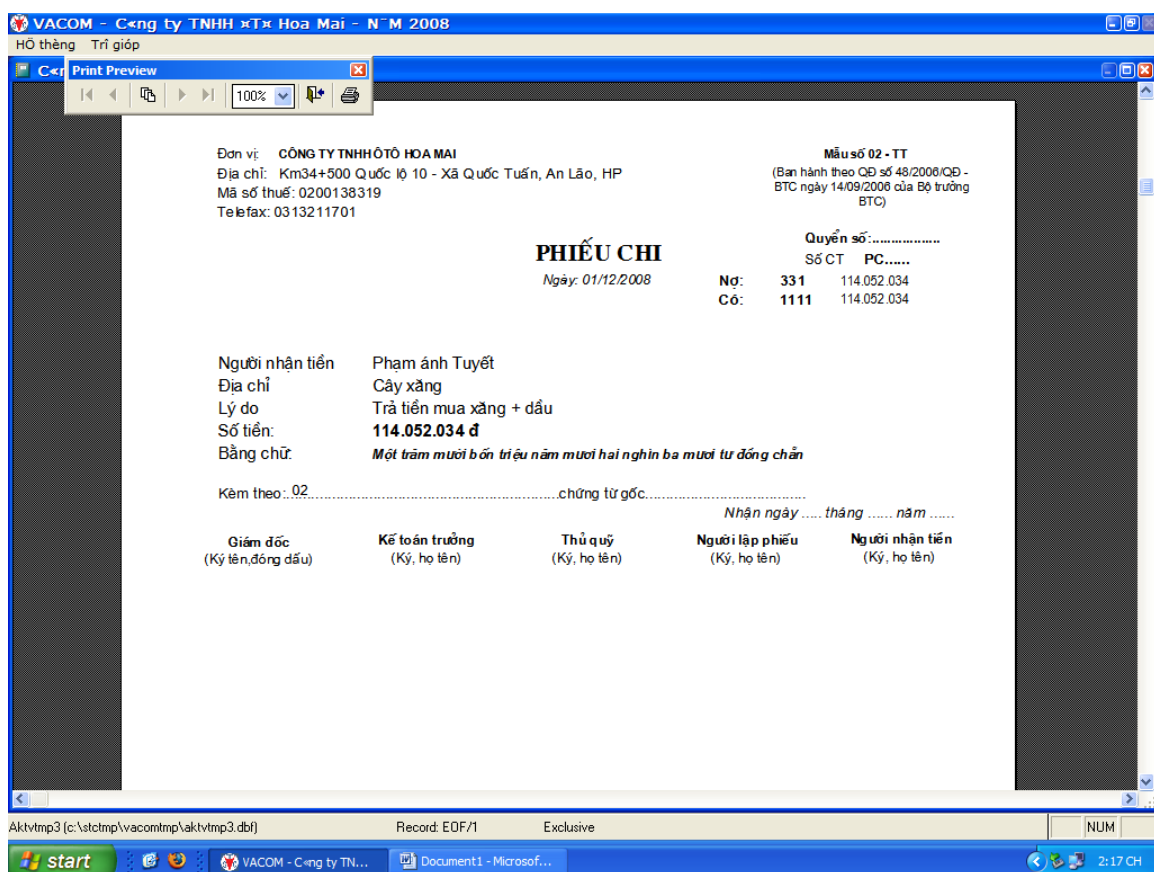 VACOM - C«ng ty TNHH ¤T¤ Hoa Mai - N¨M 2008
HÖ thèng Trî gióp
Print Preview
100%
Đơn vị: CÔNG TY TNHH ÔTÔ HOA MAI
Mẫu số 02 - TT
Địa chỉ: Km34+500 Quốc lộ 10 - Xã Quốc Tuấn, An Lão, HP
(Ban hành theo QĐ số 48/2006/QĐ -
Mã số thuế: 0200138319
BTC ngày 14/09/2006 của Bộ trưởng
BTC)
Telefax: 0313211701
Quyển số:..................
PHIẾU CHI
Số CT PC......
Ngày: 01/12/2008
Nợ: 331 114.052.034
Có: 1111 114.052.034
Người nhận tiền Phạm ánh Tuyết
Địa chỉ Cây xăng
Lý do Trả tiền mua xăng + dầu
Số tiền: 114.052.034 đ
Bằng chữ: Một trăm mười bốn triệu năm mươi hai nghin ba mươi tư đồng chẵn
Kèm theo: 02..........................................................chứng từ gốc......................................
Nhận ngày ..... tháng ...... năm ......
Giám đốc Kế toán trưởng Thủ quỹ Người lập phiếu Người nhận tiền
(Ký tên,đóng dấu) (Ký, họ tên) (Ký, họ tên) (Ký, họ tên) (Ký, họ tên)
Aktvtmp3 (c:\stctmp\vacomtmp\aktvtmp3.dbf) Record: EOF/1 Exclusive NUM
start VACOM - C«ng ty TN... Document1 - Microsof... 2:17 CH